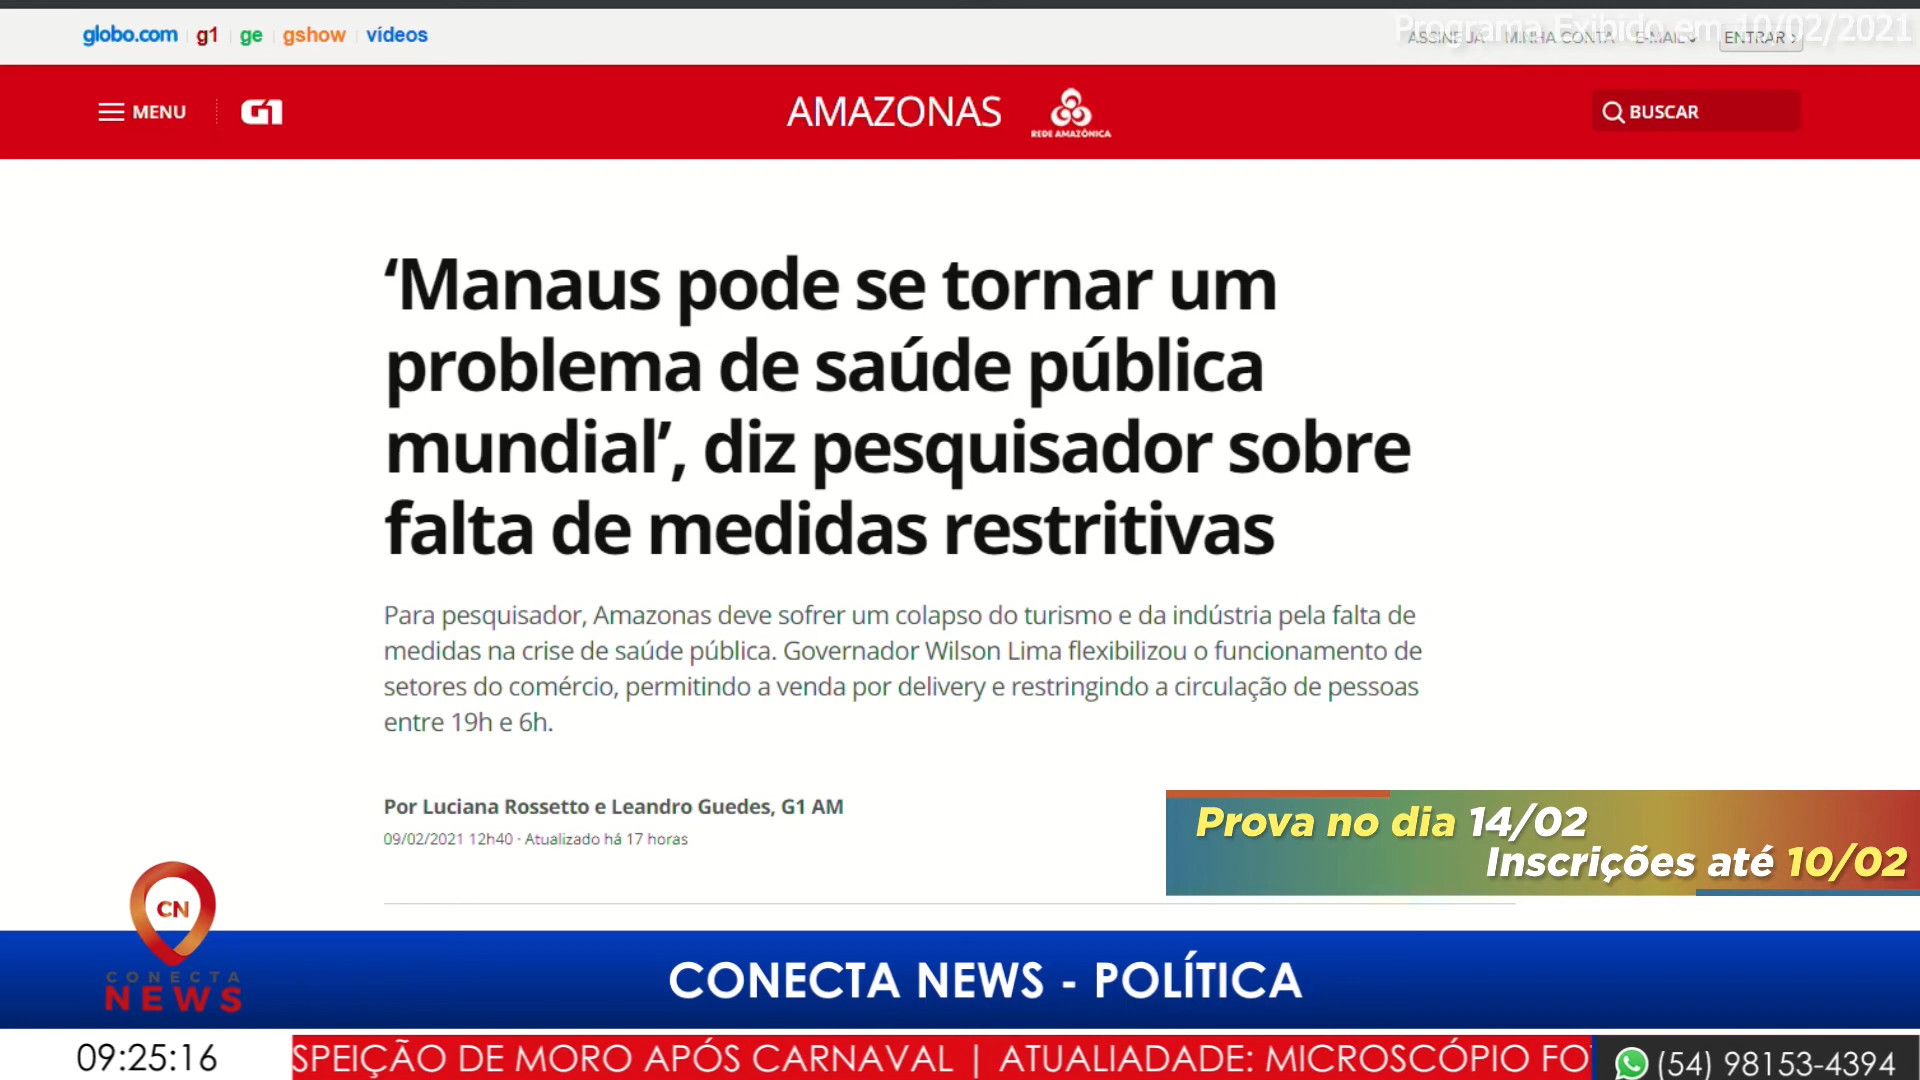 globo.com g1 ge gshow vídeos
ASSINE JÁ MINHA CONTA E-MAIL ENTRAR ›
Programa Exibido em 10/02/2021
MENU G1 AMAZONAS REDE AMAZÔNICA BUSCAR
‘Manaus pode se tornar um
problema de saúde pública
mundial’, diz pesquisador sobre
falta de medidas restritivas
Para pesquisador, Amazonas deve sofrer um colapso do turismo e da indústria pela falta de
medidas na crise de saúde pública. Governador Wilson Lima flexibilizou o funcionamento de
setores do comércio, permitindo a venda por delivery e restringindo a circulação de pessoas
entre 19h e 6h.
Por Luciana Rossetto e Leandro Guedes, G1 AM
09/02/2021 12h40 · Atualizado há 17 horas
Prova no dia 14/02
Inscrições até 10/02
CN
CONECTA
NEWS
CONECTA NEWS - POLÍTICA
09:25:16 SPEIÇÃO DE MORO APÓS CARNAVAL | ATUALIADADE: MICROSCÓPIO FO (54) 98153-4394